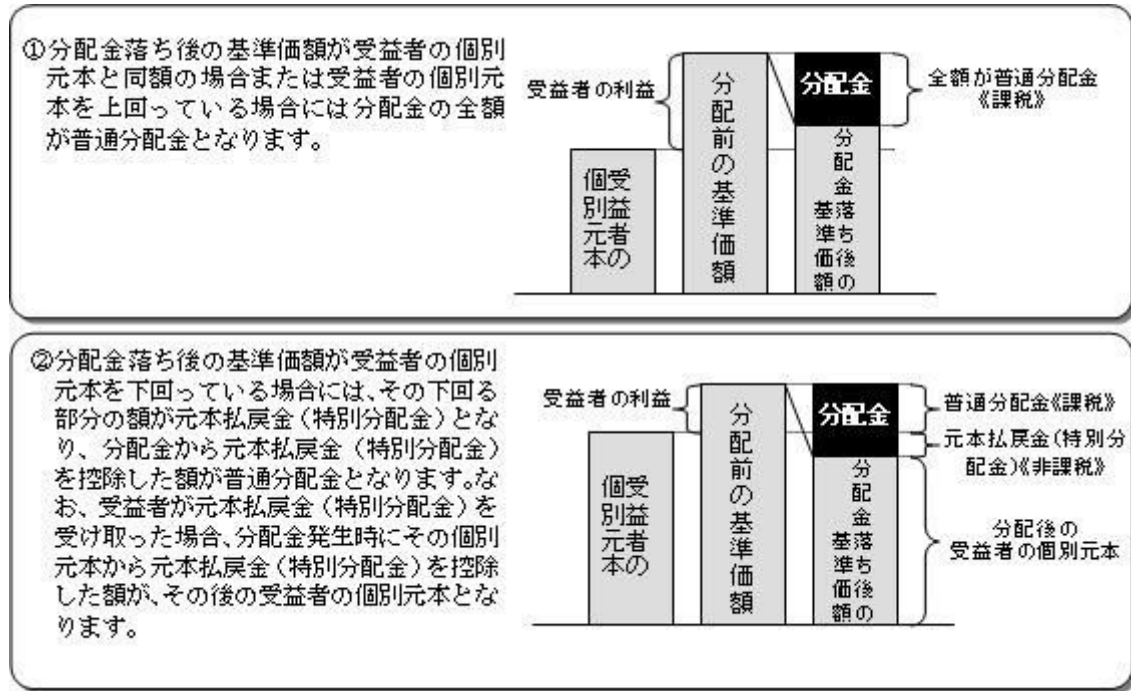 ①分配金落ち後の基準価額が受益者の個別
元本と同額の場合または受益者の個別元
本を上回っている場合には分配金の全額
が普通分配金となります。
受益者の利益
個別元本
受益者の
分配前の基準価額
分配金
基準価額
分配金落ち後の
全額が普通分配金
《課税》
②分配金落ち後の基準価額が受益者の個別
元本を下回っている場合には、その下回る
部分の額が元本払戻金（特別分配金）とな
り、分配金から元本払戻金（特別分配金）
を控除した額が普通分配金となります。な
お、受益者が元本払戻金（特別分配金）を
受け取った場合、分配金発生時にその個別
元本から元本払戻金（特別分配金）を控除
した額が、その後の受益者の個別元本とな
ります。
受益者の利益
個別元本
受益者の
分配前の基準価額
分配金
基準価額
分配金落ち後の
普通分配金《課税》
元本払戻金（特別分
配金）《非課税》
分配後の
受益者の個別元本